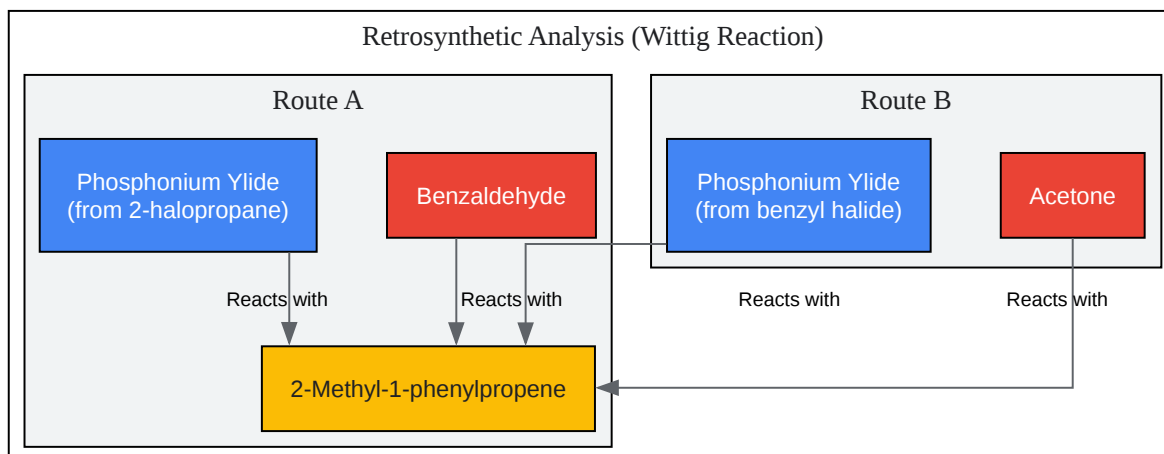 Retrosynthetic Analysis (Wittig Reaction)
Route A
Phosphonium Ylide
(from 2-halopropane)
Benzaldehyde
Route B
Phosphonium Ylide
(from benzyl halide)
Acetone
Reacts with
Reacts with
Reacts with
Reacts with
2-Methyl-1-phenylpropene